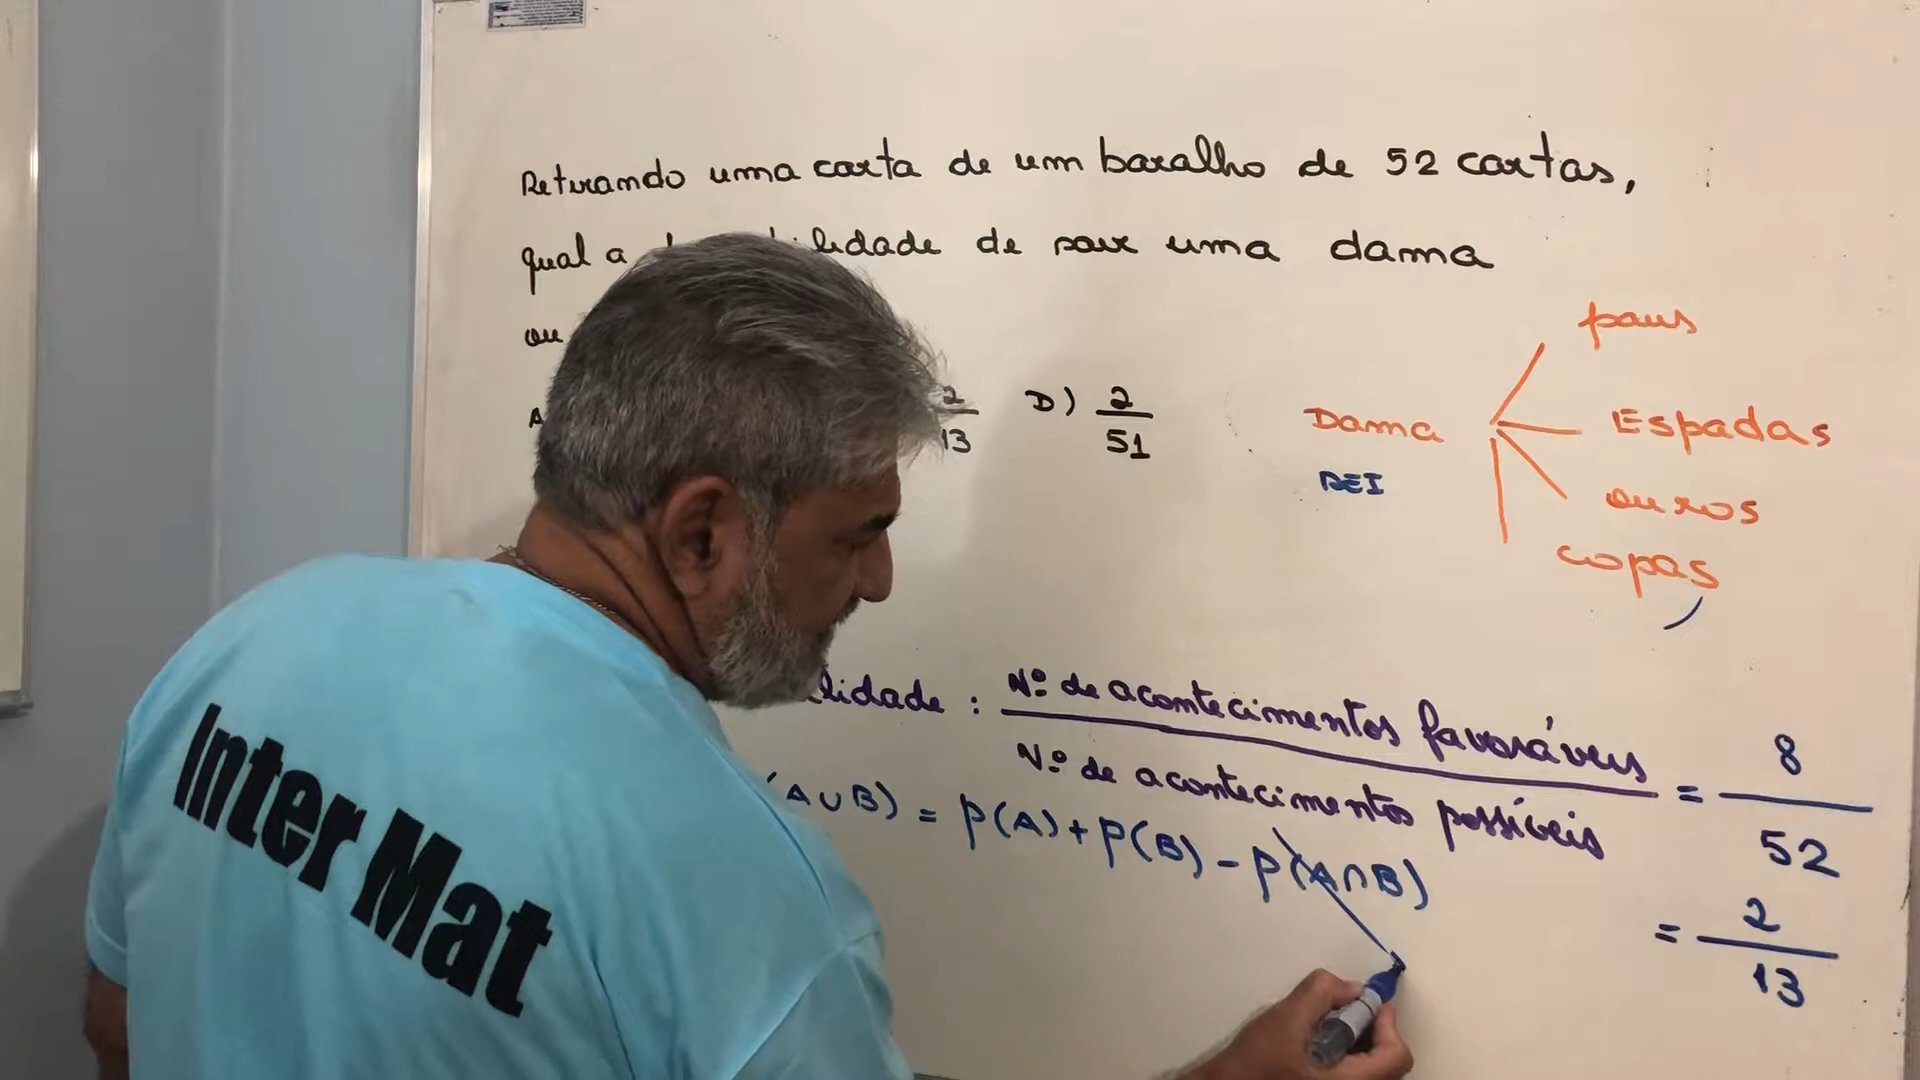 Retirando uma carta de um baralho de 52 cartas,
qual a lidade de sair uma dama
ou
A
2
13
D) 2
51
Dama
REI
paus
Espadas
ouros
copas
lidade : Nº de acontecimentos favoráveis
Nº de acontecimentos possíveis
= 8
52
(A∪B) = P(A) + P(B) - P(A∩B)
= 2
13
Inter Mat